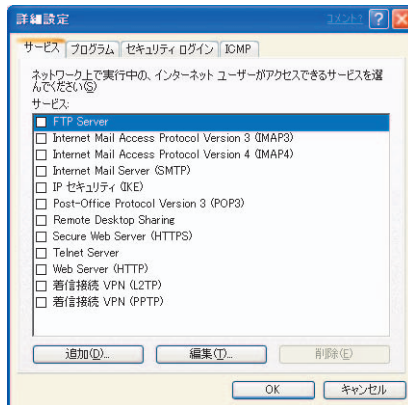 詳細設定
コメント?
サービス プログラム セキュリティ ログイン ICMP
ネットワーク上で実行中の、インターネット ユーザーがアクセスできるサービスを選
んでください(S)
サービス:
FTP Server
Internet Mail Access Protocol Version 3 (IMAP3)
Internet Mail Access Protocol Version 4 (IMAP4)
Internet Mail Server (SMTP)
IP セキュリティ (IKE)
Post-Office Protocol Version 3 (POP3)
Remote Desktop Sharing
Secure Web Server (HTTPS)
Telnet Server
Web Server (HTTP)
着信接続 VPN (L2TP)
着信接続 VPN (PPTP)
追加(D)... 編集(T)... 削除(E)
OK キャンセル